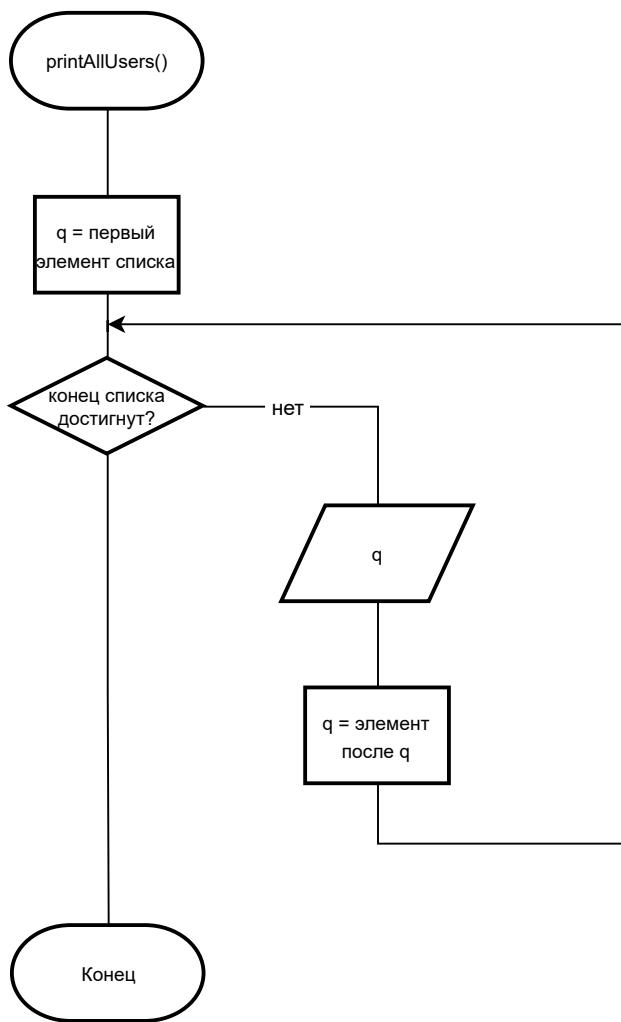 printAllUsers()
q = первый
элемент списка
конец списка
достигнут?
нет
q
q = элемент
после q
Конец